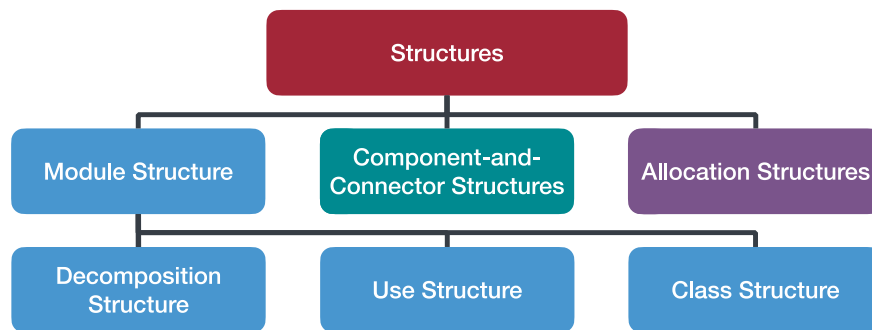 Structures
Module Structure
Component-and-
Connector Structures
Allocation Structures
Decomposition
Structure
Use Structure
Class Structure